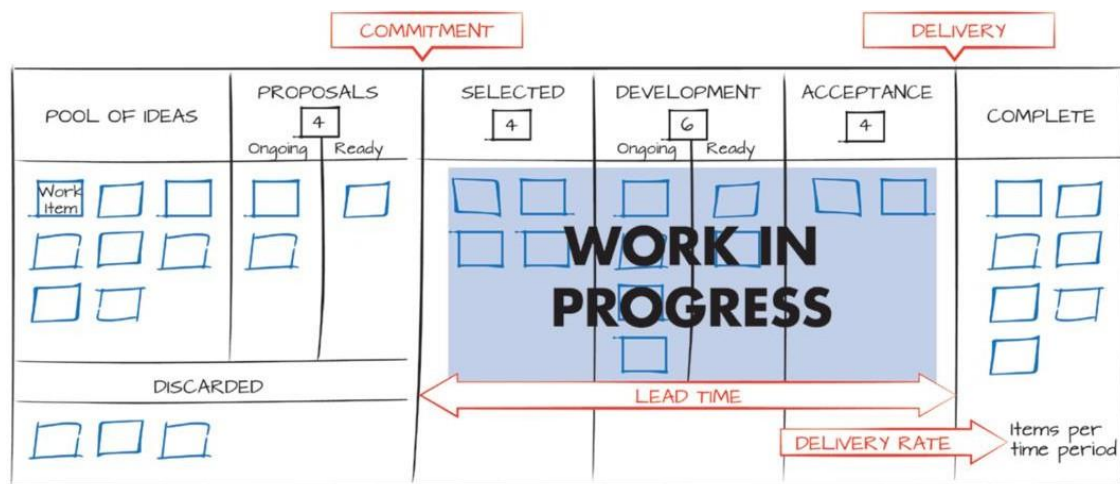 COMMITMENT
DELIVERY
POOL OF IDEAS
PROPOSALS
4
Ongoing
Ready
SELECTED
4
DEVELOPMENT
6
Ongoing
Ready
ACCEPTANCE
4
COMPLETE
Work
Item
WORK IN
PROGRESS
DISCARDED
LEAD TIME
DELIVERY RATE
Items per
time period